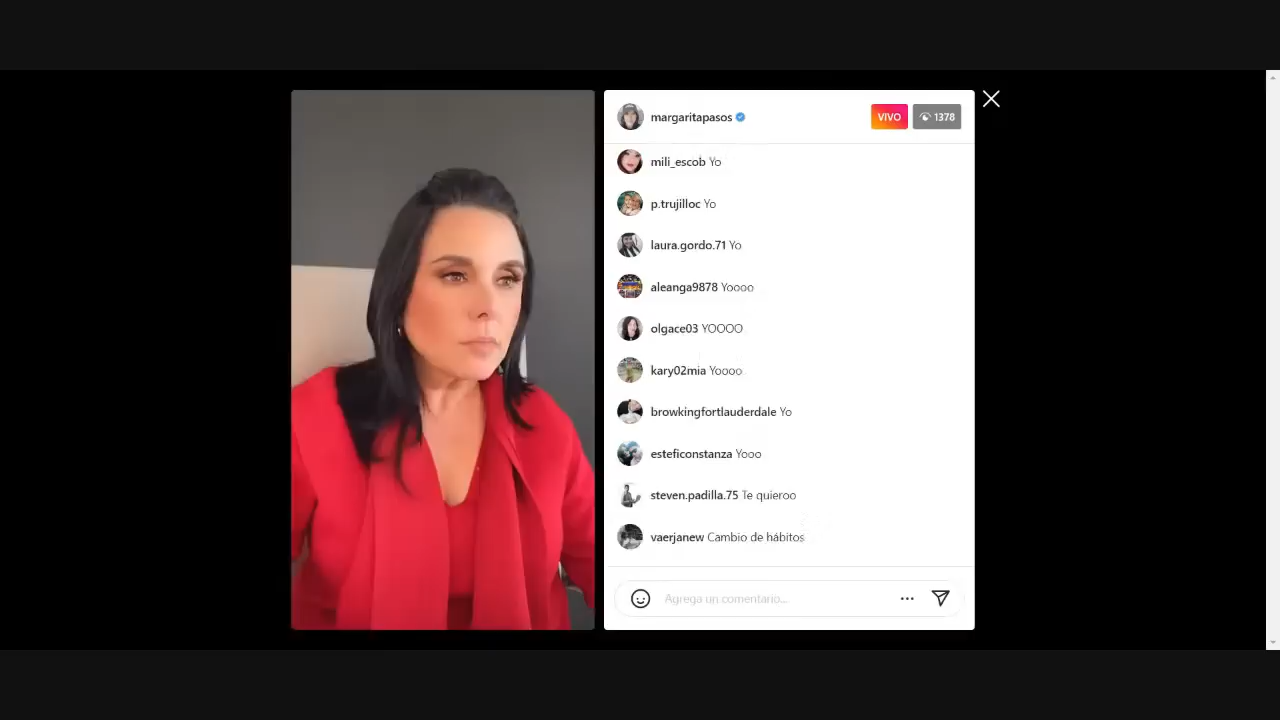 margaritapasos
VIVO
1378
mili_escob Yo
p.trujilloc Yo
laura.gordo.71 Yo
aleanga9878 Yoooo
olgace03 YOOOO
kary02mia Yoooo
browkingfortlauderdale Yo
esteficonstanza Yooo
steven.padilla.75 Te quieroo
vaerjanew Cambio de hábitos
Agrega un comentario...